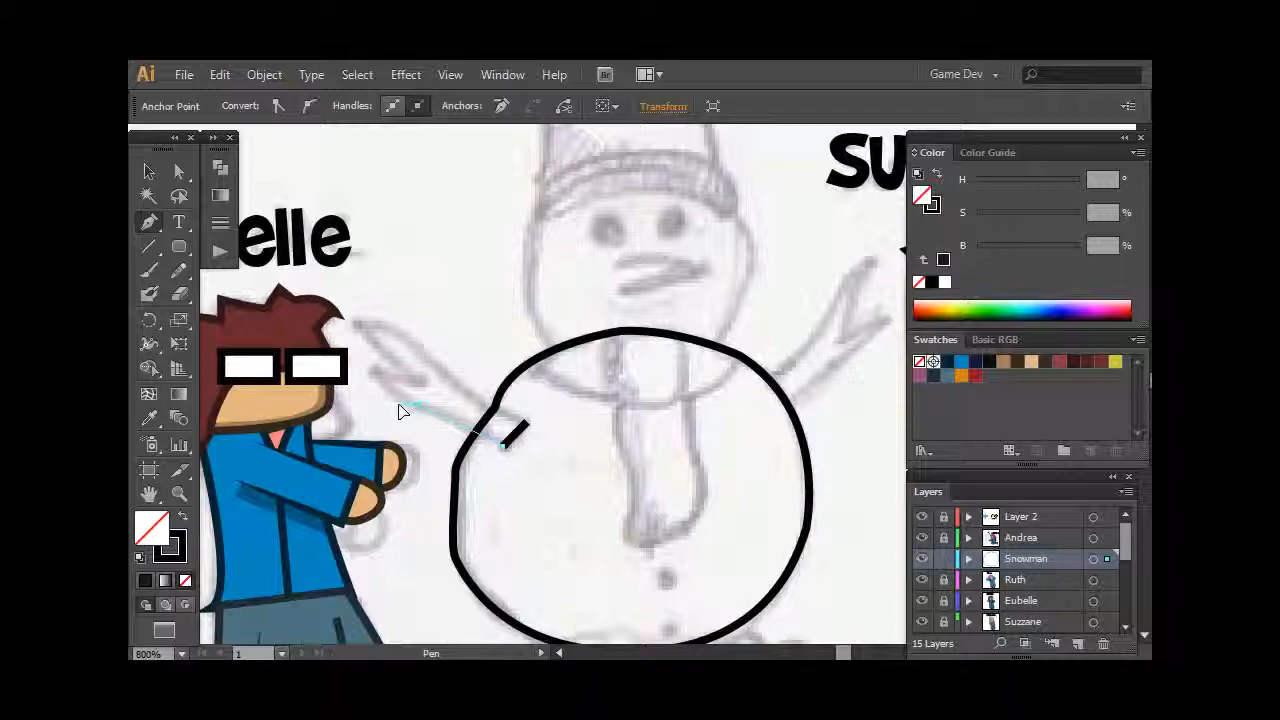 Ai File Edit Object Type Select Effect View Window Help Br Game Dev
Anchor Point Convert: Handles: Anchors: Transform
elle
su
Color Color Guide
H °
S %
B %
Swatches Basic RGB
Layers
Layer 2
Andrea
Snowman
Ruth
Eubelle
Suzzane
15 Layers
800% 1 Pen